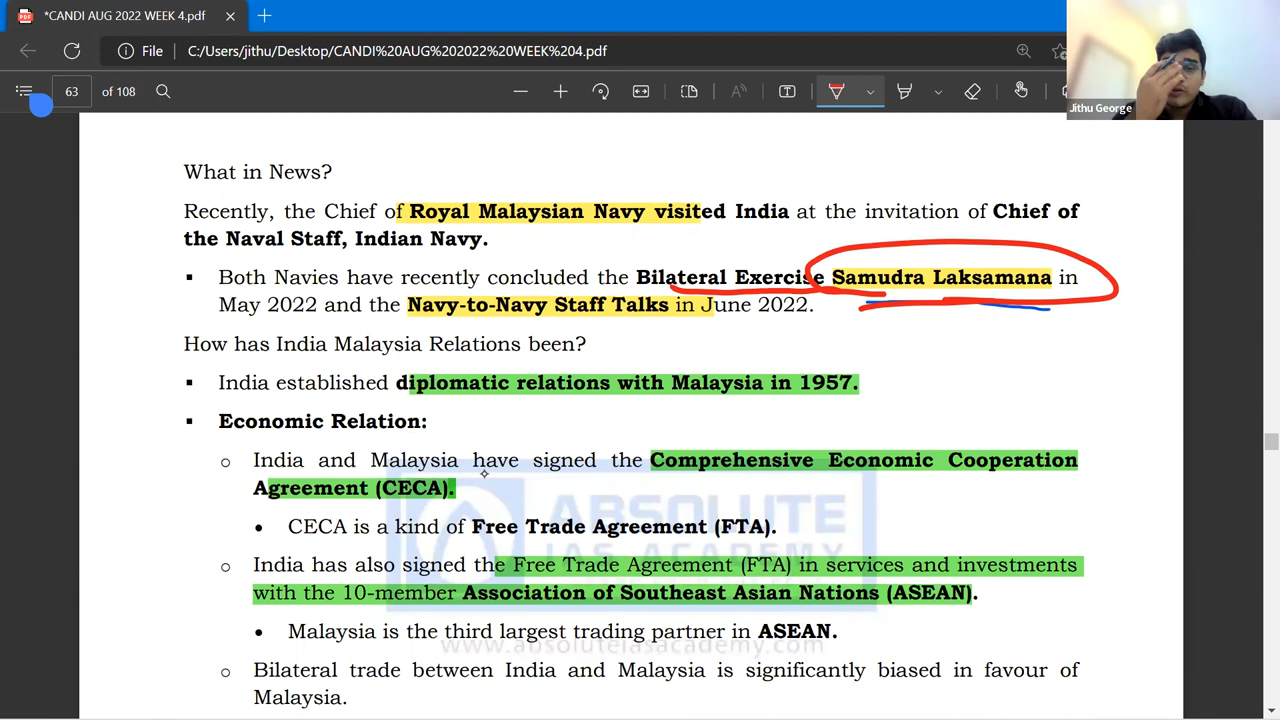 *CANDI AUG 2022 WEEK 4.pdf
File
C:/Users/jithu/Desktop/CANDI%20AUG%202022%20WEEK%204.pdf
63 of 108
Jithu George
What in News?
Recently, the Chief of Royal Malaysian Navy visited India at the invitation of Chief of
the Naval Staff, Indian Navy.
▪ Both Navies have recently concluded the Bilateral Exercise Samudra Laksamana in
May 2022 and the Navy-to-Navy Staff Talks in June 2022.
How has India Malaysia Relations been?
▪ India established diplomatic relations with Malaysia in 1957.
▪ Economic Relation:
o India and Malaysia have signed the Comprehensive Economic Cooperation
Agreement (CECA).
• CECA is a kind of Free Trade Agreement (FTA).
o India has also signed the Free Trade Agreement (FTA) in services and investments
with the 10-member Association of Southeast Asian Nations (ASEAN).
• Malaysia is the third largest trading partner in ASEAN.
o Bilateral trade between India and Malaysia is significantly biased in favour of
Malaysia.
ABSOLUTE
IAS ACADEMY
www.absoluteiasacademy.com